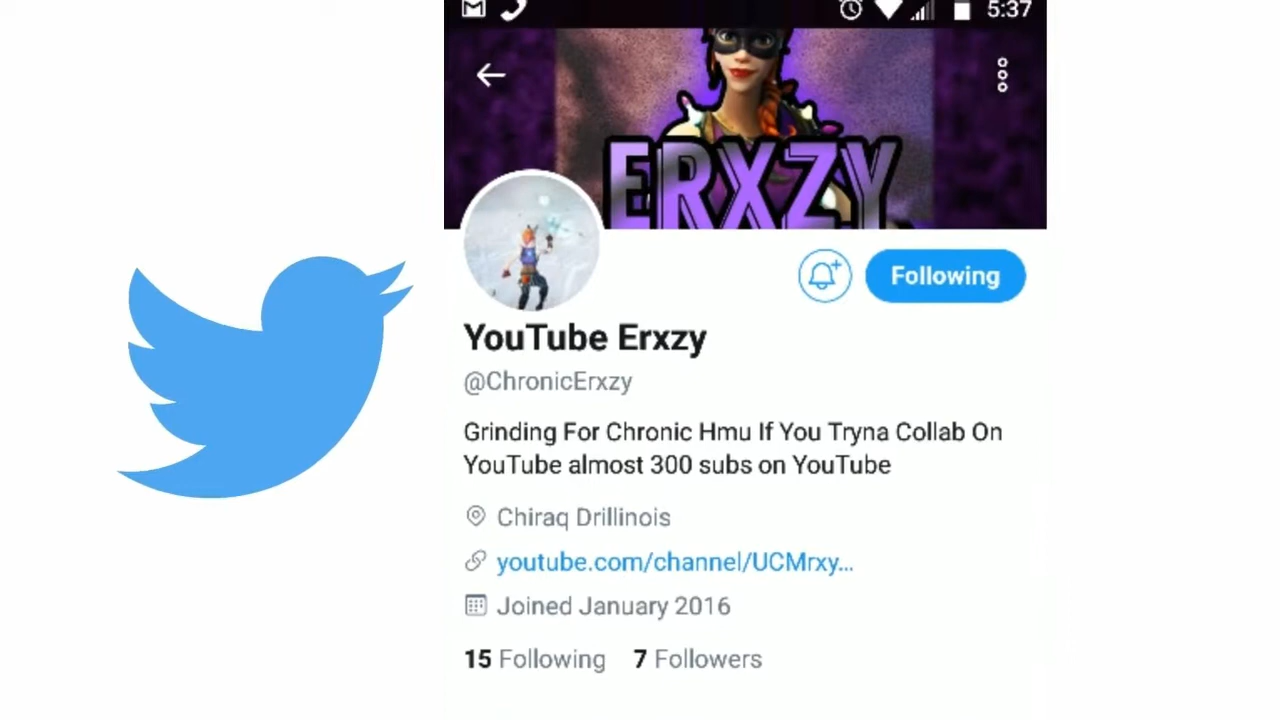 5:37
ERXZY
Following
YouTube Erxzy
@ChronicErxzy
Grinding For Chronic Hmu If You Tryna Collab On
YouTube almost 300 subs on YouTube
Chiraq Drillinois
youtube.com/channel/UCMrxy...
Joined January 2016
15 Following 7 Followers